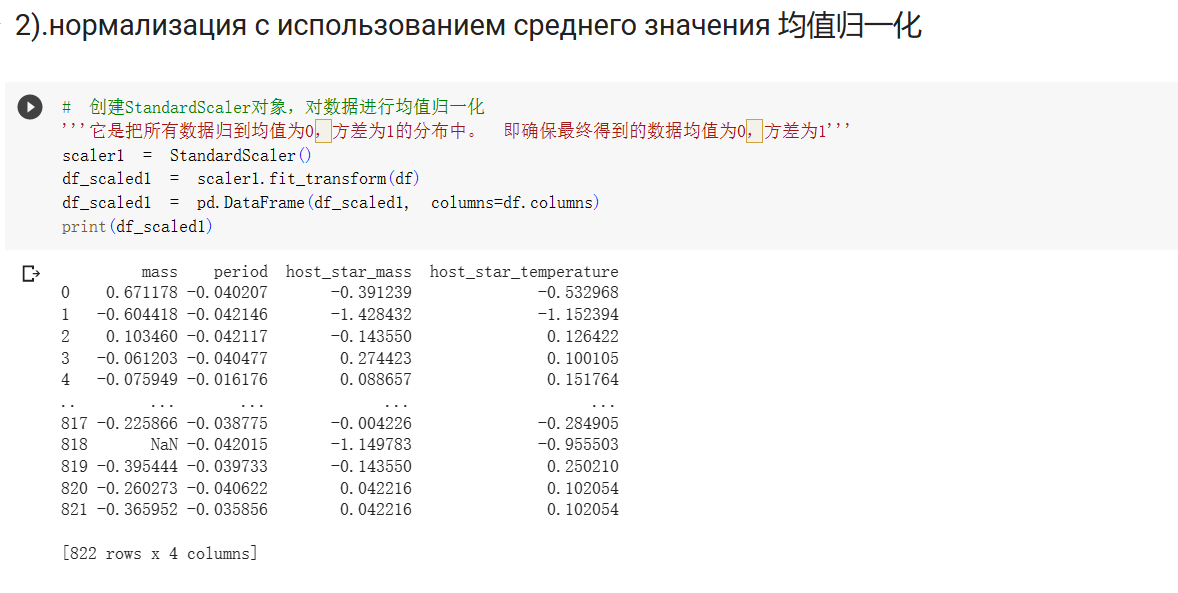 2).нормализация с использованием среднего значения 均值归一化
# 创建StandardScaler对象，对数据进行均值归一化
'''它是把所有数据归到均值为0，方差为1的分布中。 即确保最终得到的数据均值为0，方差为1'''
scaler1 = StandardScaler()
df_scaled1 = scaler1.fit_transform(df)
df_scaled1 = pd.DataFrame(df_scaled1, columns=df.columns)
print(df_scaled1)
mass period host_star_mass host_star_temperature
0 0.671178 -0.040207 -0.391239 -0.532968
1 -0.604418 -0.042146 -1.428432 -1.152394
2 0.103460 -0.042117 -0.143550 0.126422
3 -0.061203 -0.040477 0.274423 0.100105
4 -0.075949 -0.016176 0.088657 0.151764
.. ... ... ... ...
817 -0.225866 -0.038775 -0.004226 -0.284905
818 NaN -0.042015 -1.149783 -0.955503
819 -0.395444 -0.039733 -0.143550 0.250210
820 -0.260273 -0.040622 0.042216 0.102054
821 -0.365952 -0.035856 0.042216 0.102054
[822 rows x 4 columns]